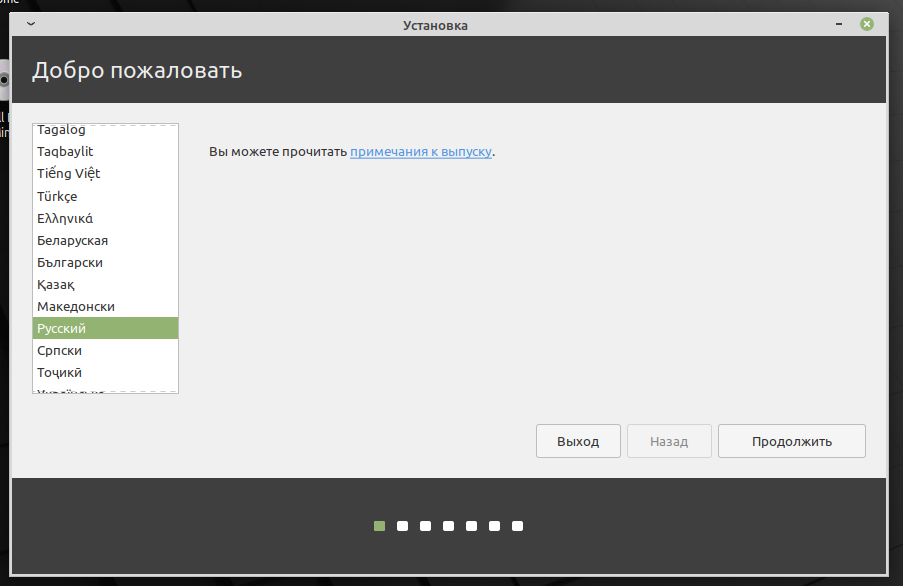 Установка
Добро пожаловать
Tagalog
Taqbaylit
Tiếng Việt
Türkçe
Ελληνικά
Беларуская
Български
Қазақ
Македонски
Русский
Српски
Тоҷикӣ
Вы можете прочитать примечания к выпуску.
Выход
Назад
Продолжить